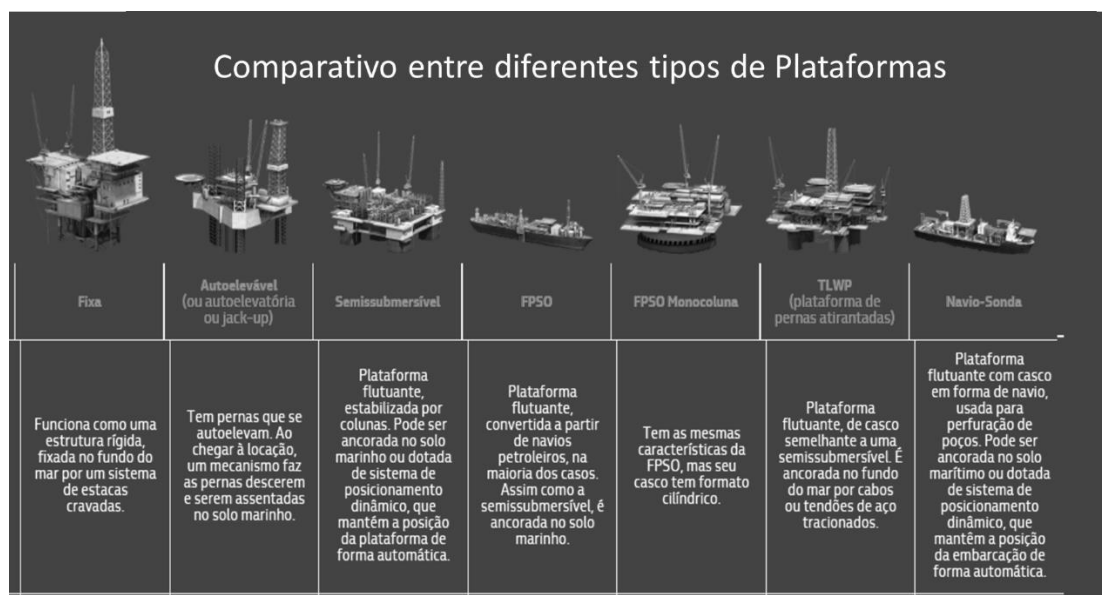 Comparativo entre diferentes tipos de Plataformas
Fixa
Autoelevável
(ou autoelevatória
ou jack-up)
Semissubmersível
FPSO
FPSO Monocoluna
TLWP
(plataforma de
pernas atirantadas)
Navio-Sonda
Funciona como uma
estrutura rígida,
fixada no fundo do
mar por um sistema
de estacas
cravadas.
Tem pernas que se
autoelevam. Ao
chegar à locação,
um mecanismo faz
as pernas descerem
e serem assentadas
no solo marinho.
Plataforma
flutuante,
estabilizada por
colunas. Pode ser
ancorada no solo
marinho ou dotada
de sistema de
posicionamento
dinâmico, que
mantém a posição
da plataforma de
forma automática.
Plataforma
flutuante,
convertida a partir
de navios
petroleiros, na
maioria dos casos.
Assim como a
semissubmersível, é
ancorada no solo
marinho.
Tem as mesmas
características da
FPSO, mas seu
casco tem formato
cilíndrico.
Plataforma
flutuante, de casco
semelhante a uma
semissubmersível. É
ancorada no fundo
do mar por cabos
ou tendões de aço
tracionados.
Plataforma
flutuante com casco
em forma de navio,
usada para
perfuração de
poços. Pode ser
ancorada no solo
marítimo ou dotada
de sistema de
posicionamento
dinâmico, que
mantêm a posição
da embarcação de
forma automática.